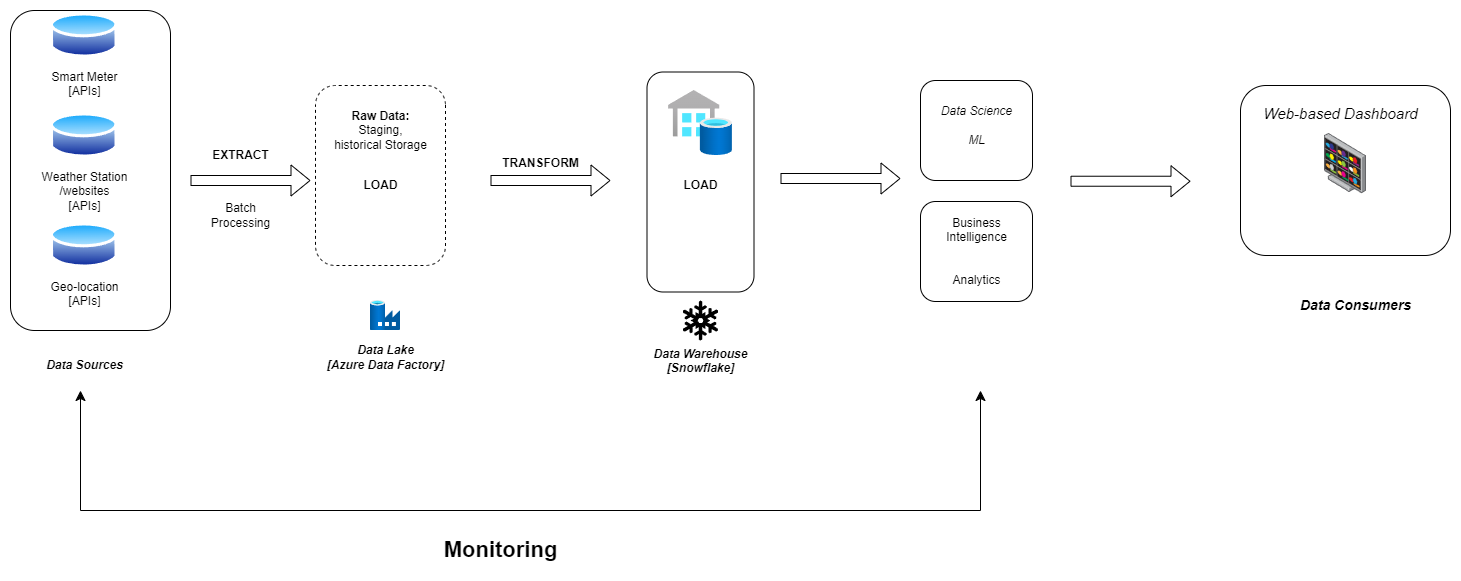 Smart Meter
[APIs]
Weather Station
/websites
[APIs]
Geo-location
[APIs]
Data Sources
EXTRACT
Batch
Processing
Raw Data:
Staging,
historical Storage
LOAD
Data Lake
[Azure Data Factory]
TRANSFORM
LOAD
Data Warehouse
[Snowflake]
Data Science
ML
Business
Intelligence
Analytics
Web-based Dashboard
Data Consumers
Monitoring